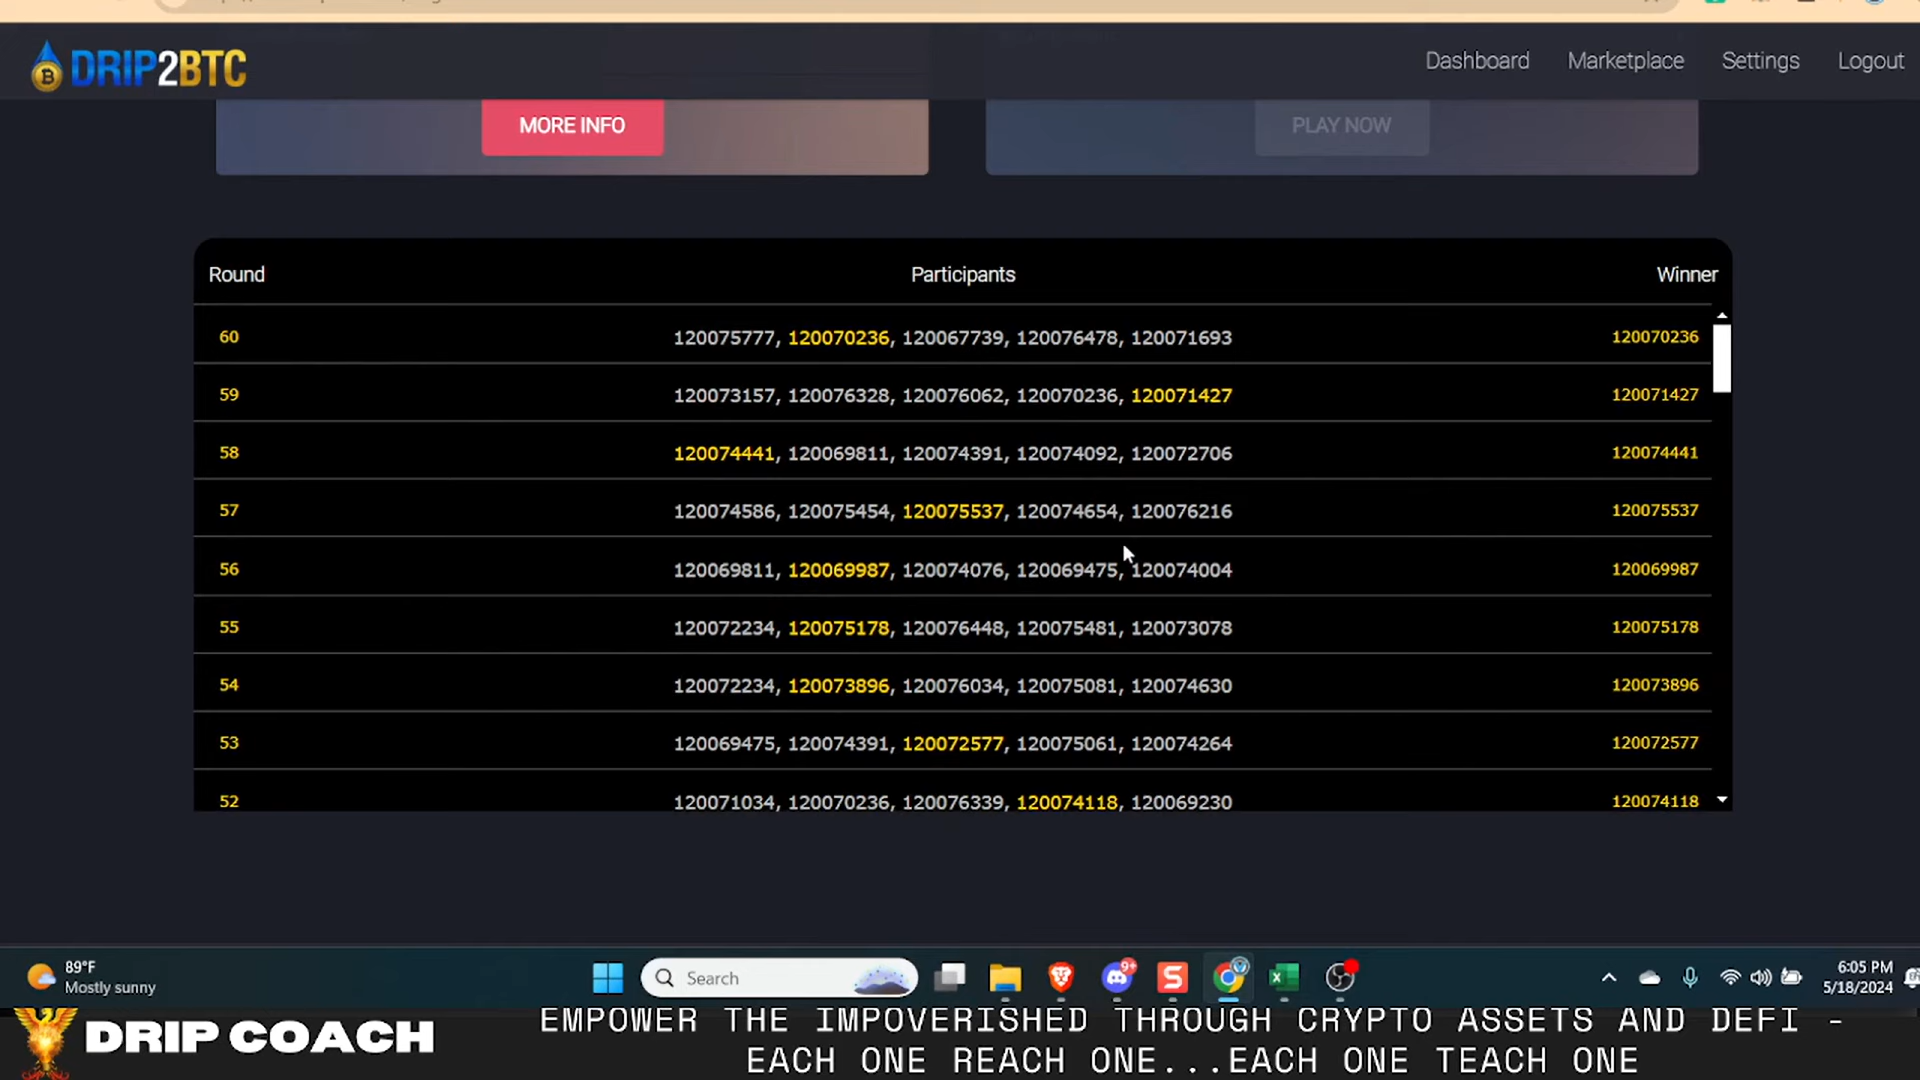 DRIP2BTC
Dashboard
Marketplace
Settings
Logout
MORE INFO
PLAY NOW
Round Participants Winner
60 120075777, 120070236, 120067739, 120076478, 120071693 120070236
59 120073157, 120076328, 120076062, 120070236, 120071427 120071427
58 120074441, 120069811, 120074391, 120074092, 120072706 120074441
57 120074586, 120075454, 120075537, 120074654, 120076216 120075537
56 120069811, 120069987, 120074076, 120069475, 120074004 120069987
55 120072234, 120075178, 120076448, 120075481, 120073078 120075178
54 120072234, 120073896, 120076034, 120075081, 120074630 120073896
53 120069475, 120074391, 120072577, 120075061, 120074264 120072577
52 120071034, 120070236, 120076339, 120074118, 120069230 120074118
89°F
Mostly sunny
Search
9+
6:05 PM
5/18/2024
DRIP COACH
EMPOWER THE IMPOVERISHED THROUGH CRYPTO ASSETS AND DEFI -
EACH ONE REACH ONE...EACH ONE TEACH ONE